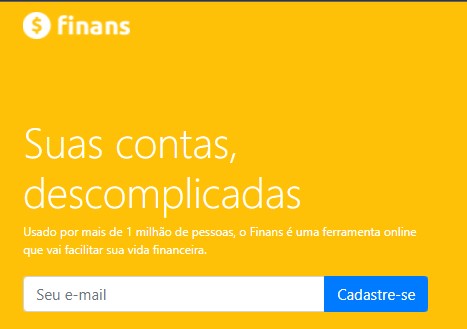 finans
Suas contas,
descomplicadas
Usado por mais de 1 milhão de pessoas, o Finans é uma ferramenta online
que vai facilitar sua vida financeira.
Seu e-mail Cadastre-se